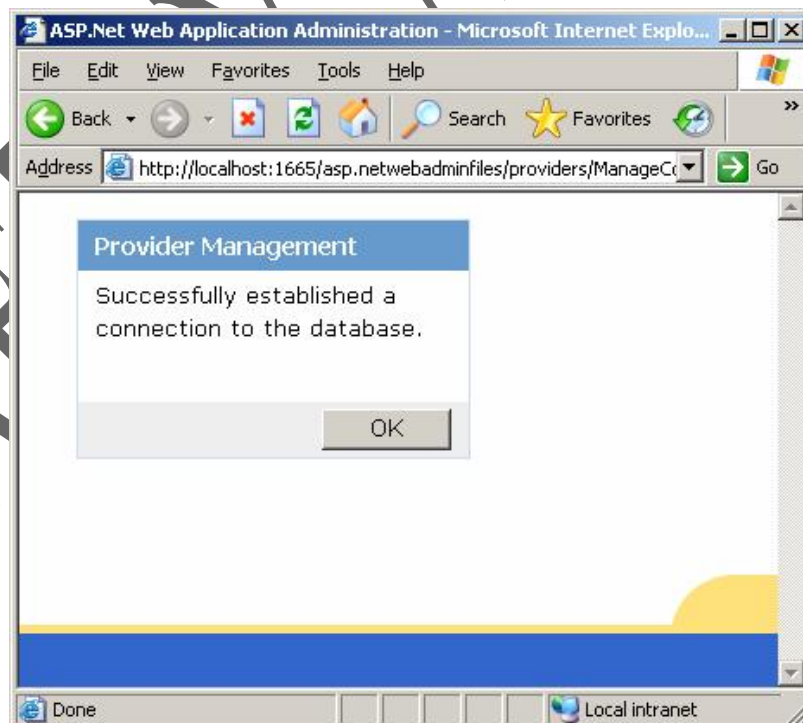 ASP.Net Web Application Administration - Microsoft Internet Explo...
File Edit View Favorites Tools Help
Back Search Favorites »
Address http://localhost:1665/asp.netwebadminfiles/providers/ManageCo Go
Provider Management
Successfully established a
connection to the database.
OK
Done Local intranet